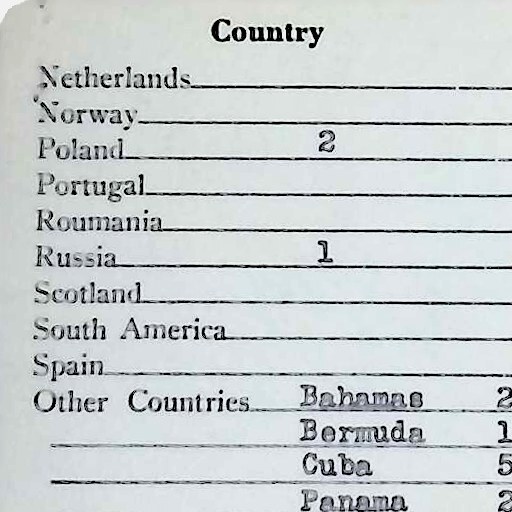 Country
Netherlands
Norway
Poland 2
Portugal
Roumania
Russia 1
Scotland
South America
Spain
Other Countries Bahamas 2
Bermuda 1
Cuba 5
Panama 2